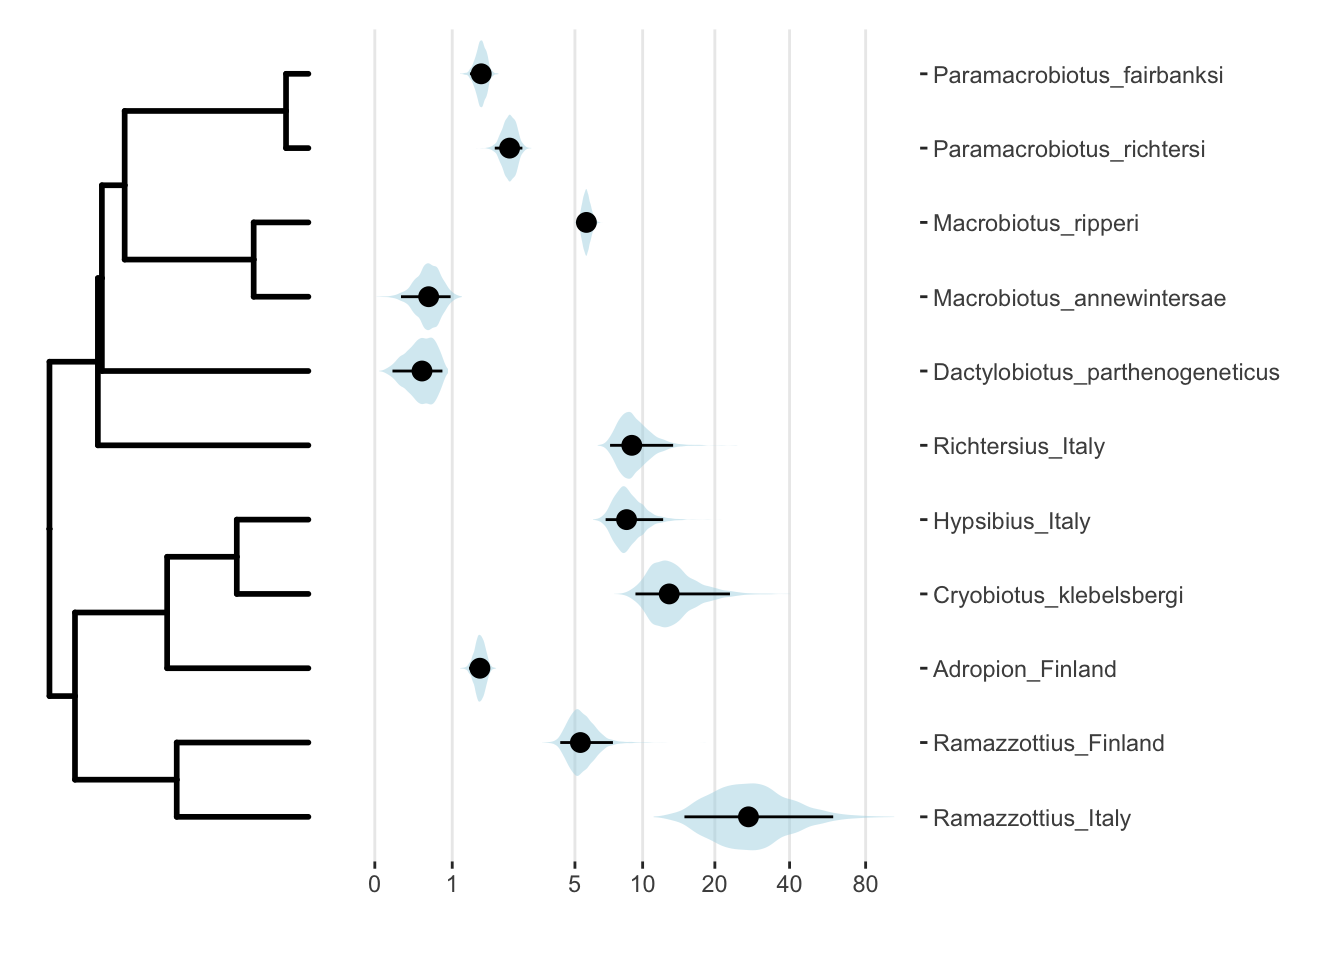 Paramacrobiotus_fairbanksi
Paramacrobiotus_richtersi
Macrobiotus_ripperi
Macrobiotus_annewintersae
Dactylobiotus_parthenogeneticus
Richtersius_Italy
Hypsibius_Italy
Cryobiotus_klebelsbergi
Adropion_Finland
Ramazzottius_Finland
Ramazzottius_Italy
0 1 5 10 20 40 80